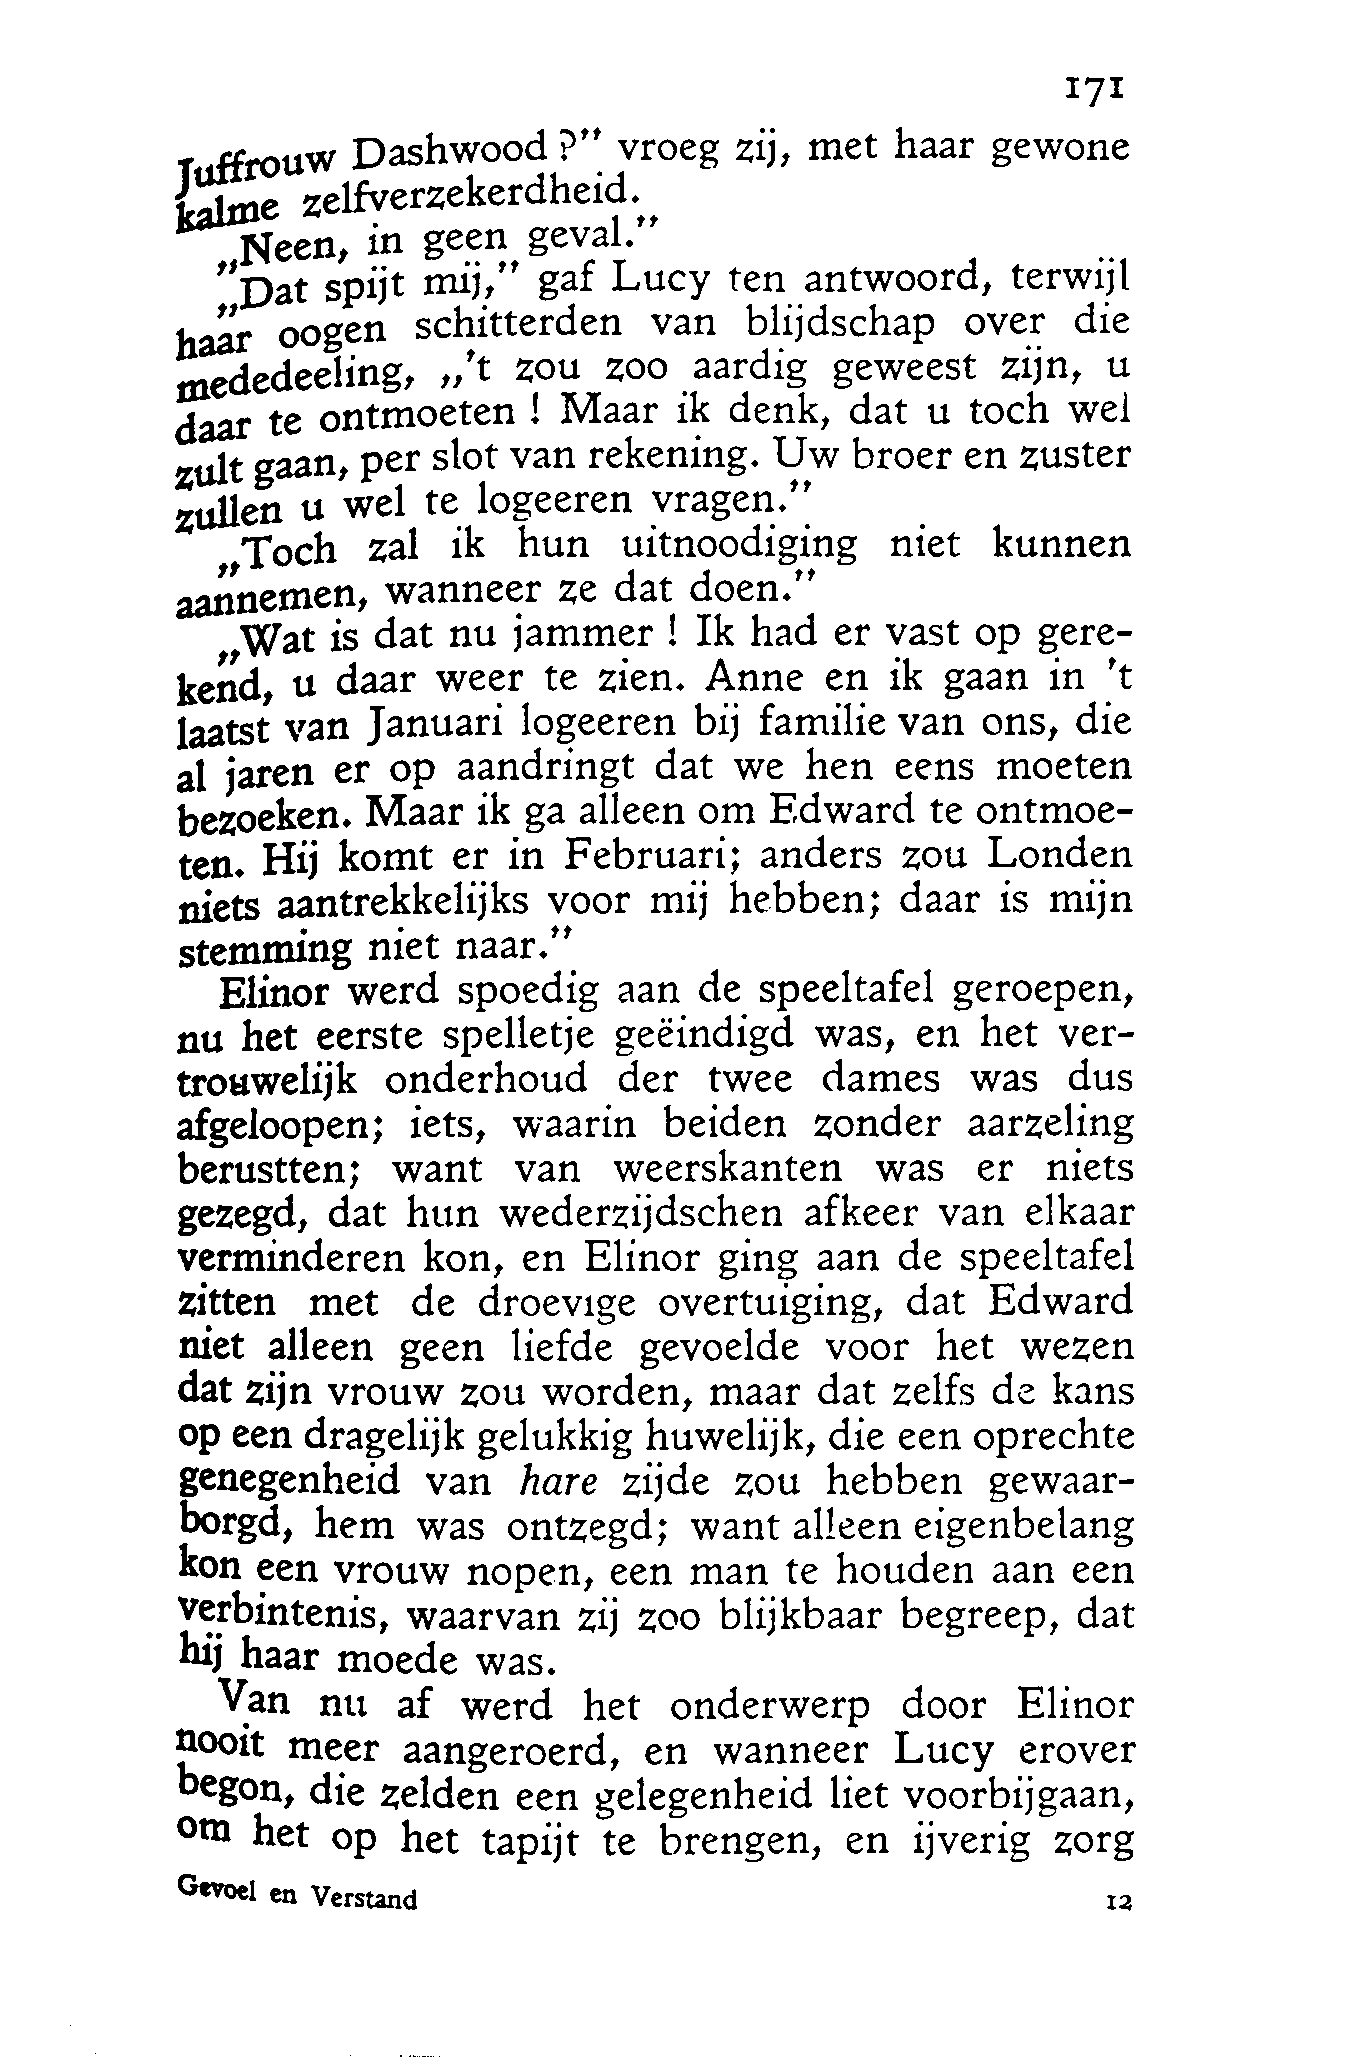 171
Juffrouw Dashwood?” vroeg zij, met haar gewone
kalme zelfverzekerdheid.
„Neen, in geen geval.”
„Dat spijt mij,” gaf Lucy ten antwoord, terwijl
haar oogen schitterden van blijdschap over die
mededeeling, „'t zou zoo aardig geweest zijn, u
daar te ontmoeten! Maar ik denk, dat u toch wel
zult gaan, per slot van rekening. Uw broer en zuster
zullen u wel te logeeren vragen.”
„Toch zal ik hun uitnoodiging niet kunnen
aannemen, wanneer ze dat doen.”
„Wat is dat nu jammer! Ik had er vast op gere-
kend, u daar weer te zien. Anne en ik gaan in 't
laatst van Januari logeeren bij familie van ons, die
al jaren er op aandringt dat we hen eens moeten
bezoeken. Maar ik ga alleen om Edward te ontmoe-
ten. Hij komt er in Februari; anders zou Londen
niets aantrekkelijks voor mij hebben; daar is mijn
stemming niet naar.”
Elinor werd spoedig aan de speeltafel geroepen,
nu het eerste spelletje geëindigd was, en het ver-
trouwelijk onderhoud der twee dames was dus
afgeloopen; iets, waarin beiden zonder aarzeling
berustten; want van weerskanten was er niets
gezegd, dat hun wederzijdschen afkeer van elkaar
verminderen kon, en Elinor ging aan de speeltafel
zitten met de droevige overtuiging, dat Edward
niet alleen geen liefde gevoelde voor het wezen
dat zijn vrouw zou worden, maar dat zelfs de kans
op een dragelijk gelukkig huwelijk, die een oprechte
genegenheid van hare zijde zou hebben gewaar-
borgd, hem was ontzegd; want alleen eigenbelang
kon een vrouw nopen, een man te houden aan een
verbintenis, waarvan zij zoo blijkbaar begreep, dat
hij haar moede was.
Van nu af werd het onderwerp door Elinor
nooit meer aangeroerd, en wanneer Lucy erover
begon, die zelden een gelegenheid liet voorbijgaan,
om het op het tapijt te brengen, en ijverig zorg
Gevoel en Verstand 12